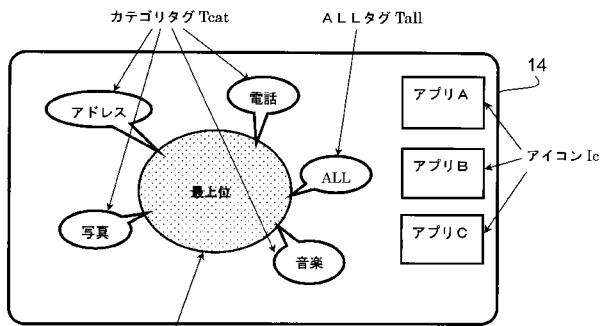 カテゴリタグ Tcat
ＡＬＬタグ Tall
14
アドレス
電話
アプリA
最上位
ALL
アプリB
アイコン Ic
写真
アプリC
音楽